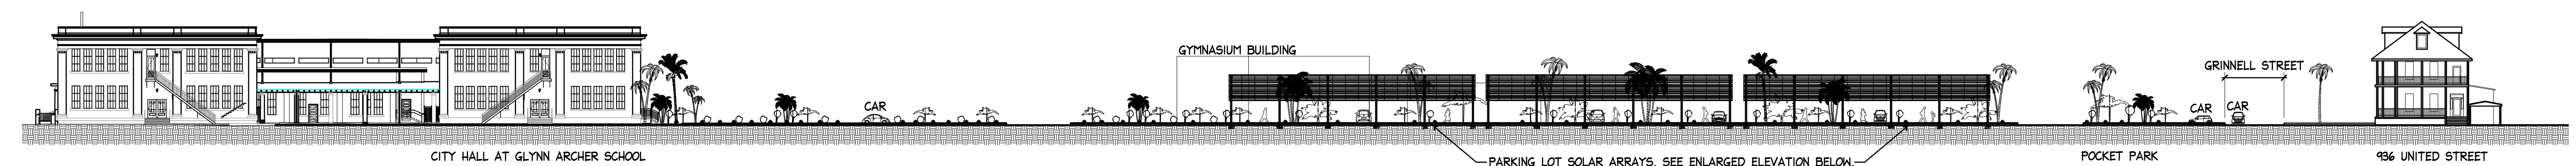 GYMNASIUM BUILDING
GRINNELL STREET
CAR
CAR
CAR
CITY HALL AT GLYNN ARCHER SCHOOL
PARKING LOT SOLAR ARRAYS. SEE ENLARGED ELEVATION BELOW.
POCKET PARK
936 UNITED STREET